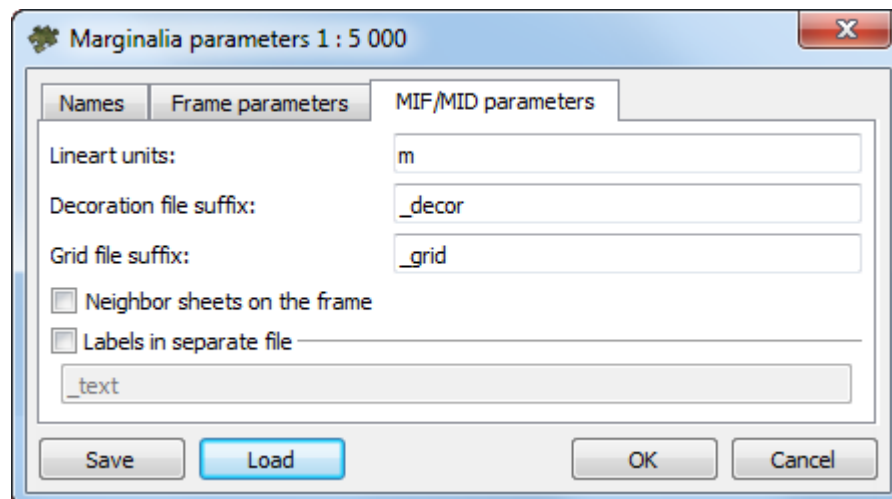 Marginalia parameters 1 : 5 000
Names Frame parameters MIF/MID parameters
Lineart units: m
Decoration file suffix: _decor
Grid file suffix: _grid
Neighbor sheets on the frame
Labels in separate file
_text
Save Load OK Cancel